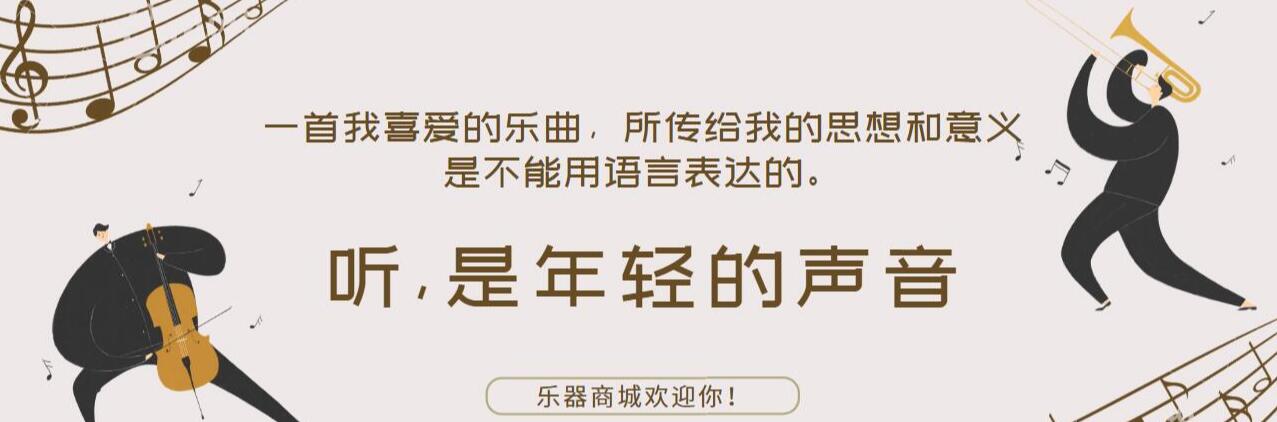 一首我喜爱的乐曲，所传给我的思想和意义
是不能用语言表达的。
听，是年轻的声音
乐器商城欢迎你！